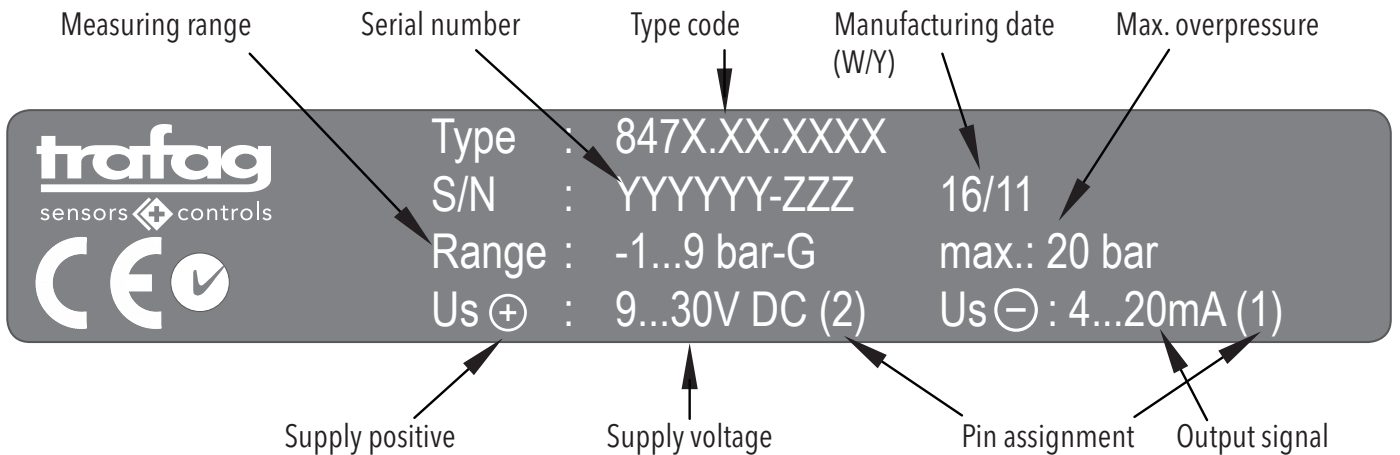 Measuring range Serial number Type code Manufacturing date Max. overpressure
(W/Y)
trafag
sensors controls
CE
Type : 847X.XX.XXXX
S/N : YYYYYY-ZZZ 16/11
Range : -1...9 bar-G max.: 20 bar
Us + : 9...30V DC (2) Us − : 4...20mA (1)
Supply positive Supply voltage Pin assignment Output signal